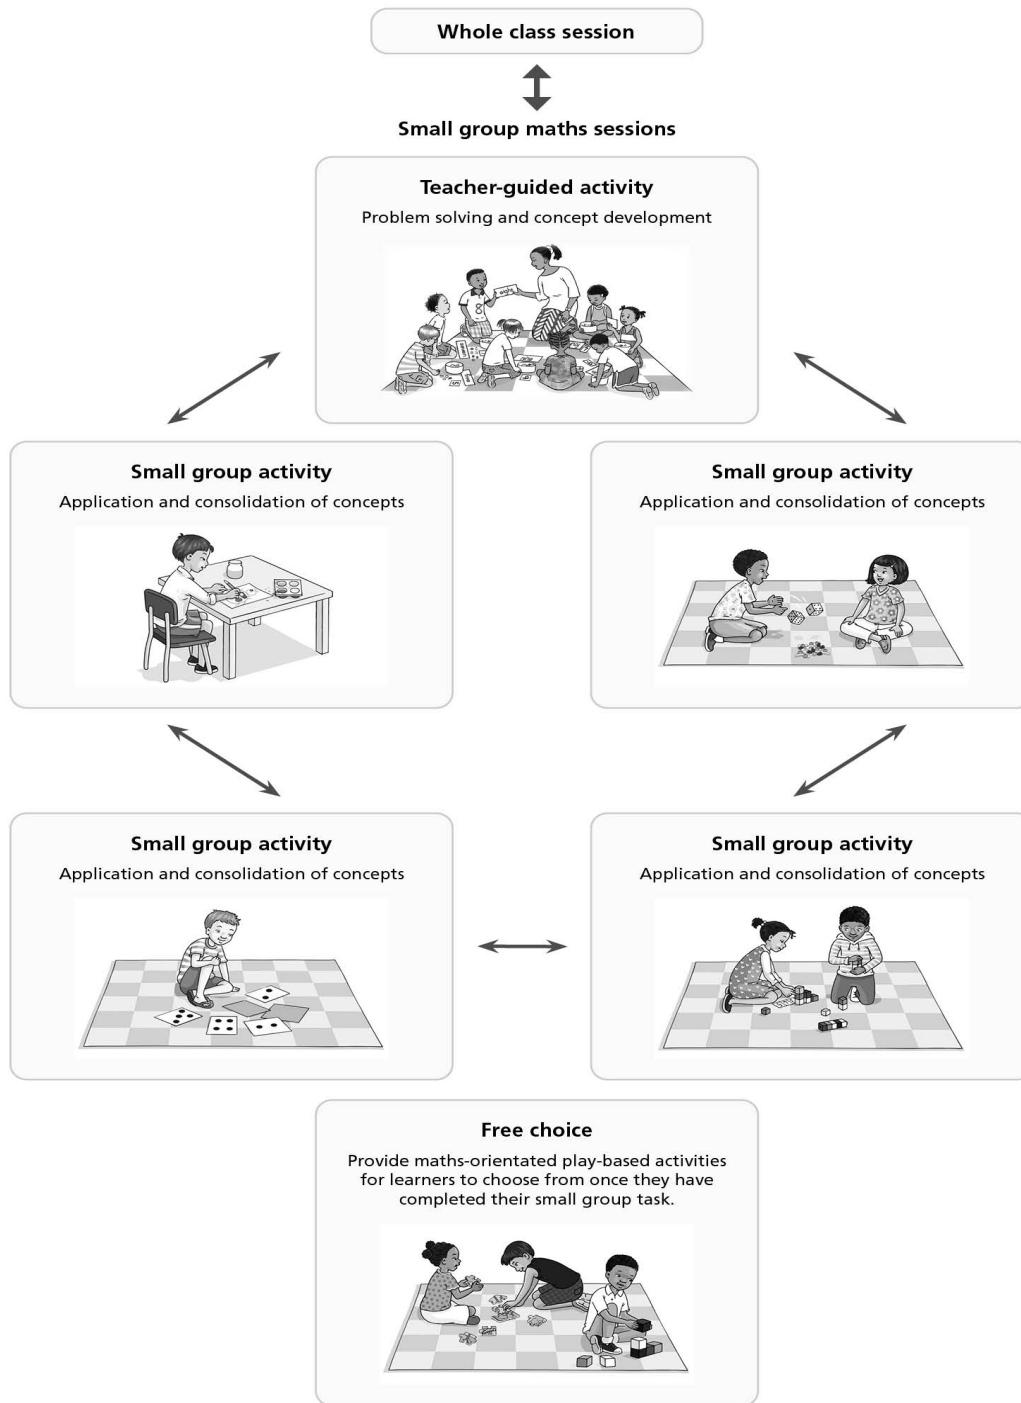 Whole class session
Small group maths sessions
Teacher-guided activity
Problem solving and concept development
eight
8
Small group activity
Application and consolidation of concepts
Small group activity
Application and consolidation of concepts
Small group activity
Application and consolidation of concepts
Small group activity
Application and consolidation of concepts
Free choice
Provide maths-orientated play-based activities
for learners to choose from once they have
completed their small group task.